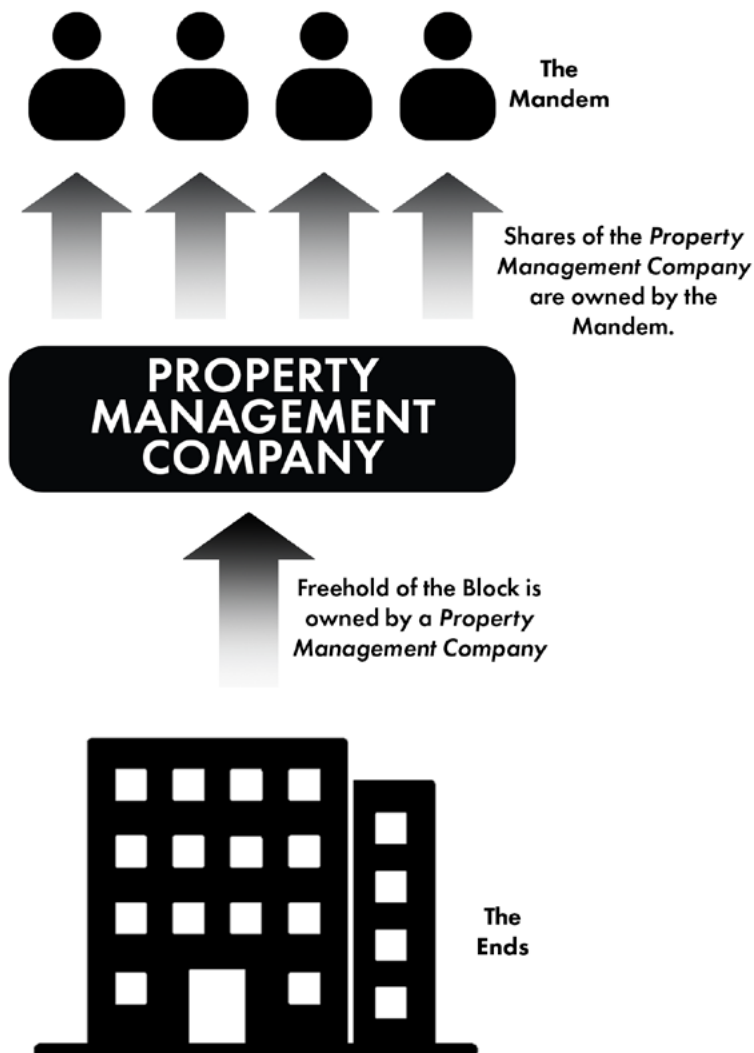 The
Mandem
Shares of the Property
Management Company
are owned by the
Mandem.
PROPERTY
MANAGEMENT
COMPANY
Freehold of the Block is
owned by a Property
Management Company
The
Ends